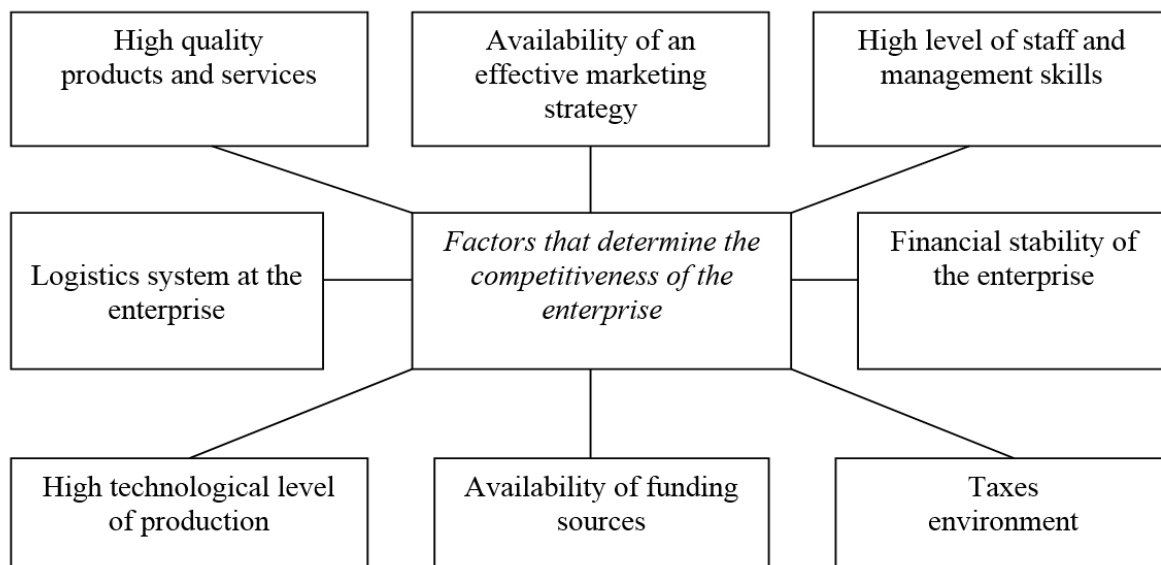 High quality
products and services
Availability of an
effective marketing
strategy
High level of staff and
management skills
Logistics system at the
enterprise
Factors that determine the
competitiveness of the
enterprise
Financial stability of
the enterprise
High technological level
of production
Availability of funding
sources
Taxes
environment